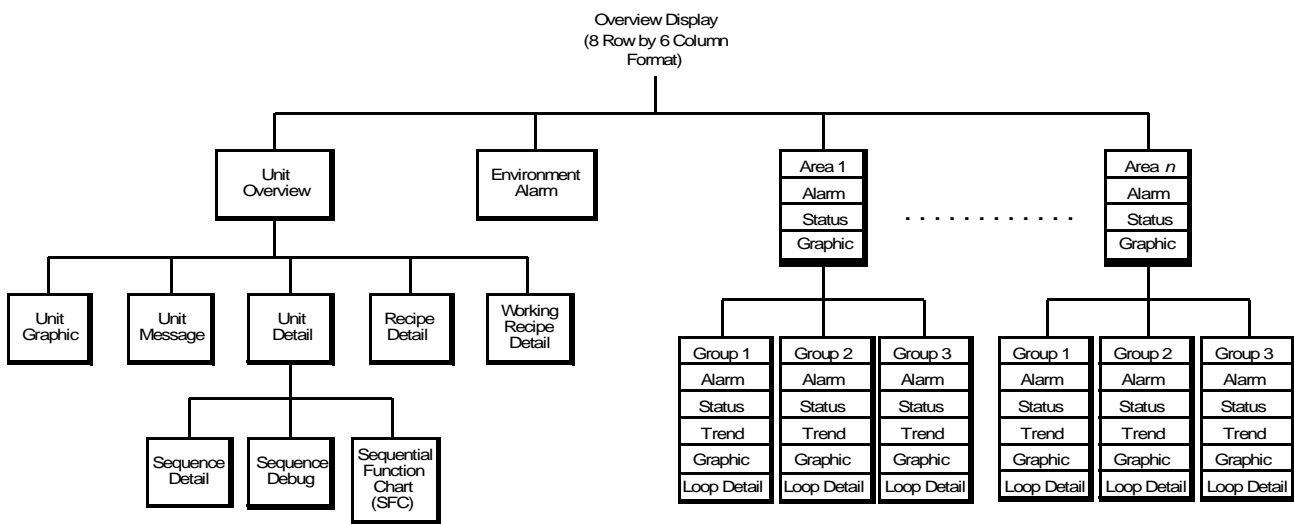 Overview Display
(8 Row by 6 Column
Format)
Unit
Overview
Environment
Alarm
Area 1
Alarm
Status
Graphic
. . . . . . . . . . . .
Area n
Alarm
Status
Graphic
Unit
Graphic
Unit
Message
Unit
Detail
Recipe
Detail
Working
Recipe
Detail
Sequence
Detail
Sequence
Debug
Sequential
Function
Chart
(SFC)
Group 1
Alarm
Status
Trend
Graphic
Loop Detail
Group 2
Alarm
Status
Trend
Graphic
Loop Detail
Group 3
Alarm
Status
Trend
Graphic
Loop Detail
Group 1
Alarm
Status
Trend
Graphic
Loop Detail
Group 2
Alarm
Status
Trend
Graphic
Loop Detail
Group 3
Alarm
Status
Trend
Graphic
Loop Detail